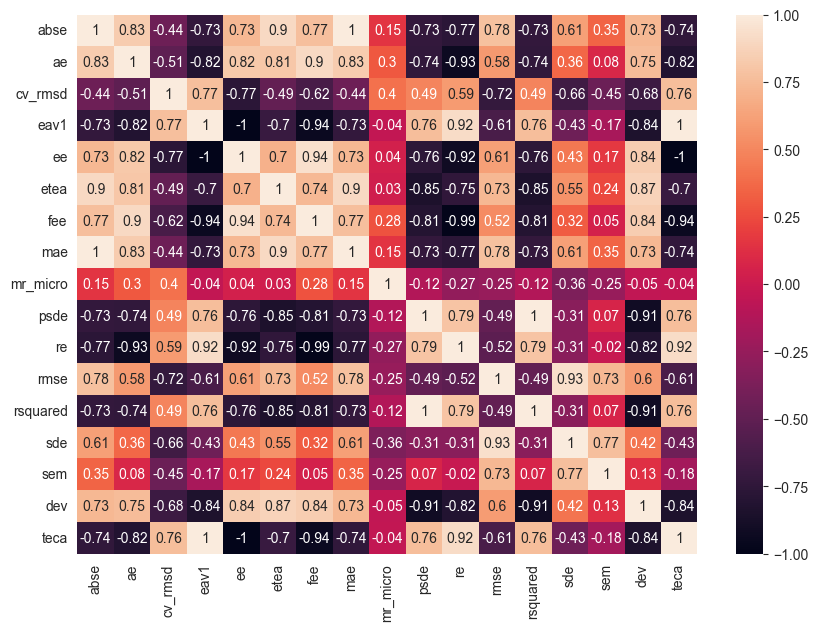 abse 1 0.83 -0.44 -0.73 0.73 0.9 0.77 1 0.15 -0.73 -0.77 0.78 -0.73 0.61 0.35 0.73 -0.74
ae 0.83 1 -0.51 -0.82 0.82 0.81 0.9 0.83 0.3 -0.74 -0.93 0.58 -0.74 0.36 0.08 0.75 -0.82
cv_rmsd -0.44 -0.51 1 0.77 -0.77 -0.49 -0.62 -0.44 0.4 0.49 0.59 -0.72 0.49 -0.66 -0.45 -0.68 0.76
eav1 -0.73 -0.82 0.77 1 -1 -0.7 -0.94 -0.73 -0.04 0.76 0.92 -0.61 0.76 -0.43 -0.17 -0.84 1
ee 0.73 0.82 -0.77 -1 1 0.7 0.94 0.73 0.04 -0.76 -0.92 0.61 -0.76 0.43 0.17 0.84 -1
etea 0.9 0.81 -0.49 -0.7 0.7 1 0.74 0.9 0.03 -0.85 -0.75 0.73 -0.85 0.55 0.24 0.87 -0.7
fee 0.77 0.9 -0.62 -0.94 0.94 0.74 1 0.77 0.28 -0.81 -0.99 0.52 -0.81 0.32 0.05 0.84 -0.94
mae 1 0.83 -0.44 -0.73 0.73 0.9 0.77 1 0.15 -0.73 -0.77 0.78 -0.73 0.61 0.35 0.73 -0.74
mr_micro 0.15 0.3 0.4 -0.04 0.04 0.03 0.28 0.15 1 -0.12 -0.27 -0.25 -0.12 -0.36 -0.25 -0.05 -0.04
psde -0.73 -0.74 0.49 0.76 -0.76 -0.85 -0.81 -0.73 -0.12 1 0.79 -0.49 1 -0.31 0.07 -0.91 0.76
re -0.77 -0.93 0.59 0.92 -0.92 -0.75 -0.99 -0.77 -0.27 0.79 1 -0.52 0.79 -0.31 -0.02 -0.82 0.92
rmse 0.78 0.58 -0.72 -0.61 0.61 0.73 0.52 0.78 -0.25 -0.49 -0.52 1 -0.49 0.93 0.73 0.6 -0.61
rsquared -0.73 -0.74 0.49 0.76 -0.76 -0.85 -0.81 -0.73 -0.12 1 0.79 -0.49 1 -0.31 0.07 -0.91 0.76
sde 0.61 0.36 -0.66 -0.43 0.43 0.55 0.32 0.61 -0.36 -0.31 -0.31 0.93 -0.31 1 0.77 0.42 -0.43
sem 0.35 0.08 -0.45 -0.17 0.17 0.24 0.05 0.35 -0.25 0.07 -0.02 0.73 0.07 0.77 1 0.13 -0.18
dev 0.73 0.75 -0.68 -0.84 0.84 0.87 0.84 0.73 -0.05 -0.91 -0.82 0.6 -0.91 0.42 0.13 1 -0.84
teca -0.74 -0.82 0.76 1 -1 -0.7 -0.94 -0.74 -0.04 0.76 0.92 -0.61 0.76 -0.43 -0.18 -0.84 1
abse ae cv_rmsd eav1 ee etea fee mae mr_micro psde re rmse rsquared sde sem dev teca
1.00
0.75
0.50
0.25
0.00
−0.25
−0.50
−0.75
−1.00